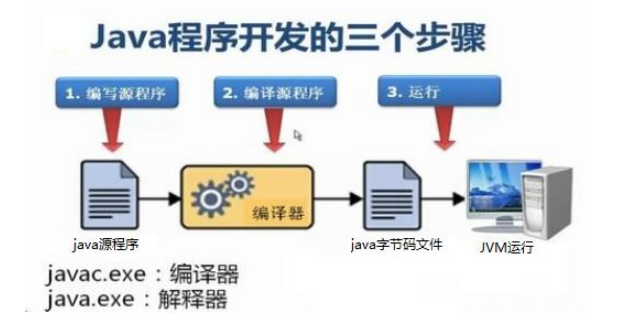 Java程序开发的三个步骤
1. 编写源程序
2. 编译源程序
3. 运行
编译器
java源程序
java字节码文件
JVM运行
javac.exe：编译器
java.exe：解释器